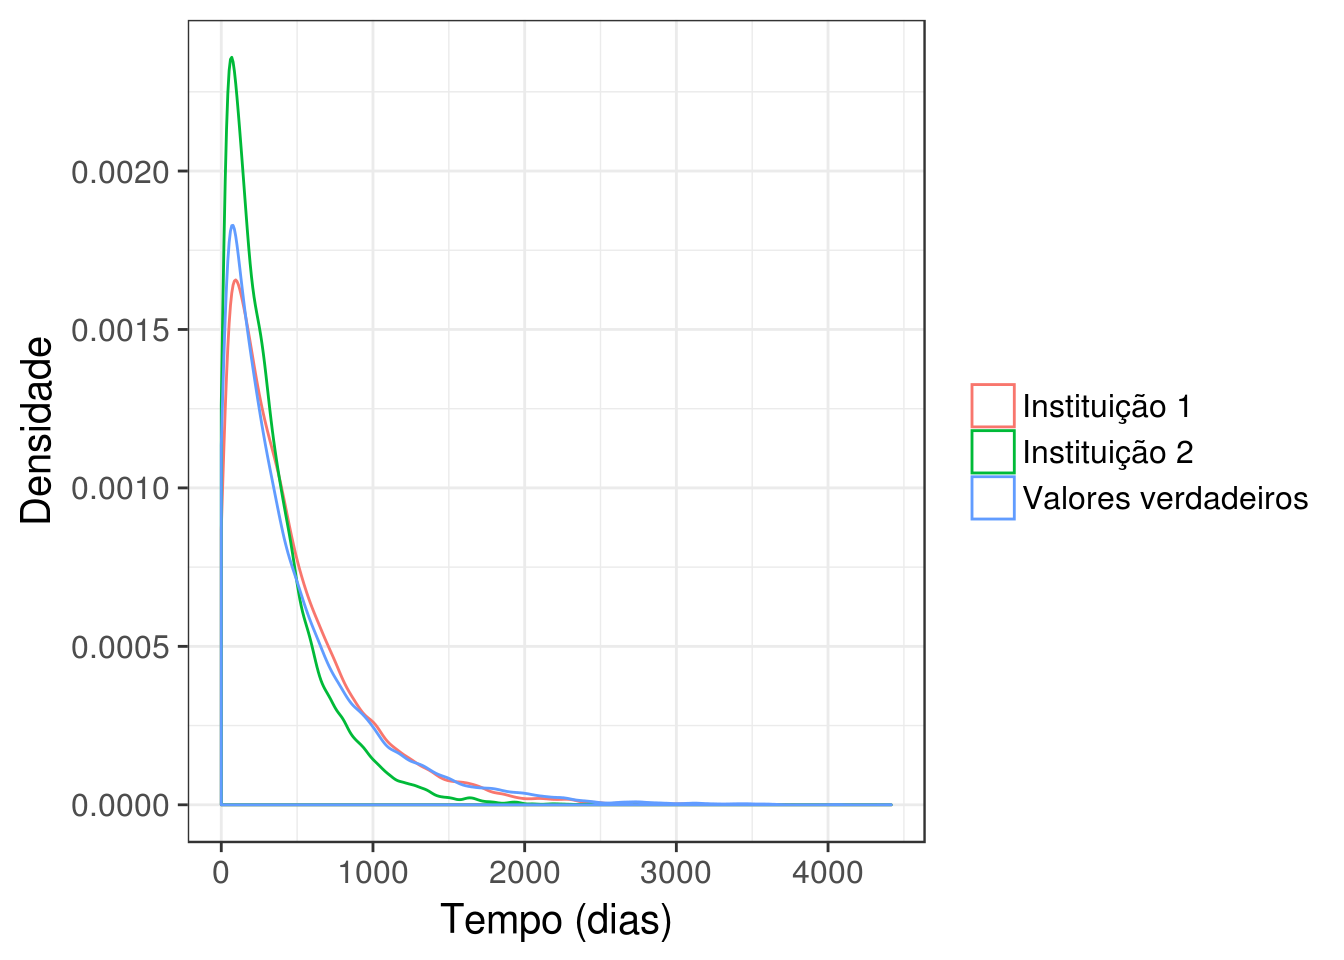 Densidade
0.0020
0.0015
0.0010
0.0005
0.0000
0 1000 2000 3000 4000
Tempo (dias)
Instituição 1
Instituição 2
Valores verdadeiros